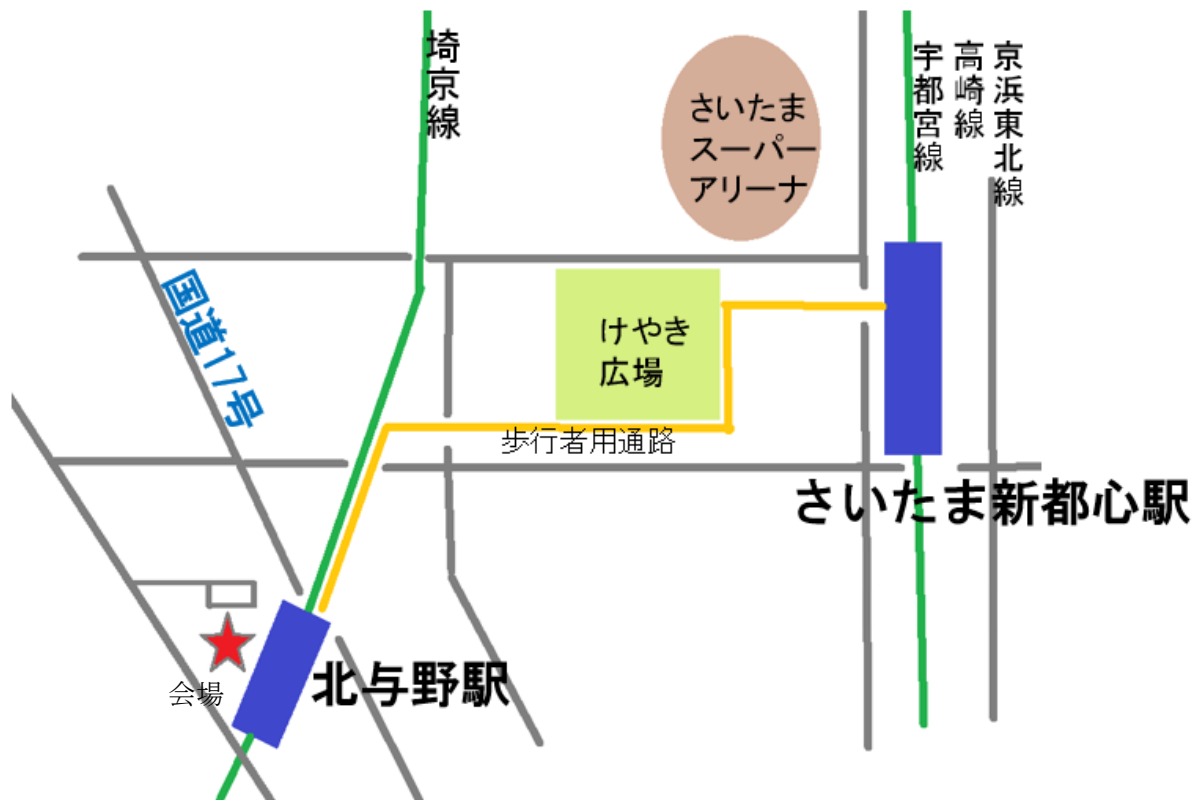 埼京線
さいたま
スーパー
アリーナ
京浜東北線
高崎線
宇都宮線
国道17号
けやき
広場
歩行者用通路
さいたま新都心駅
北与野駅
会場